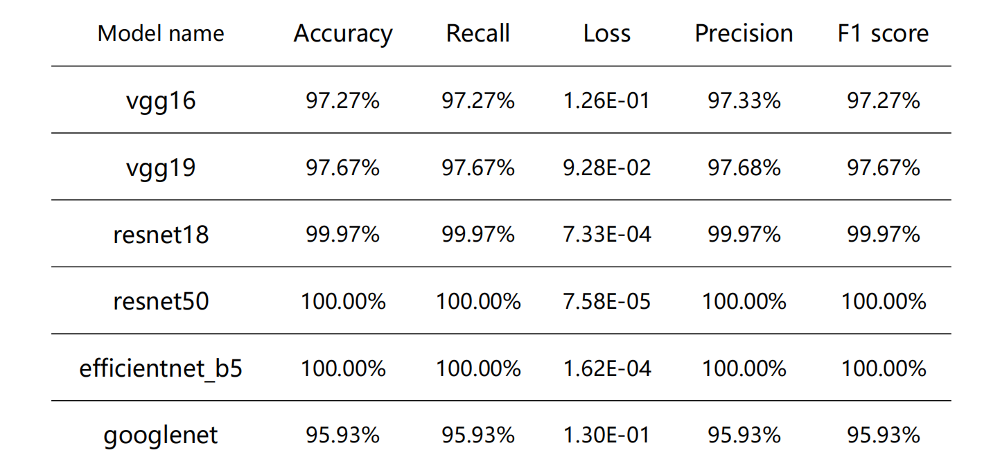 Model name Accuracy Recall Loss Precision F1 score
vgg16 97.27% 97.27% 1.26E-01 97.33% 97.27%
vgg19 97.67% 97.67% 9.28E-02 97.68% 97.67%
resnet18 99.97% 99.97% 7.33E-04 99.97% 99.97%
resnet50 100.00% 100.00% 7.58E-05 100.00% 100.00%
efficientnet_b5 100.00% 100.00% 1.62E-04 100.00% 100.00%
googlenet 95.93% 95.93% 1.30E-01 95.93% 95.93%